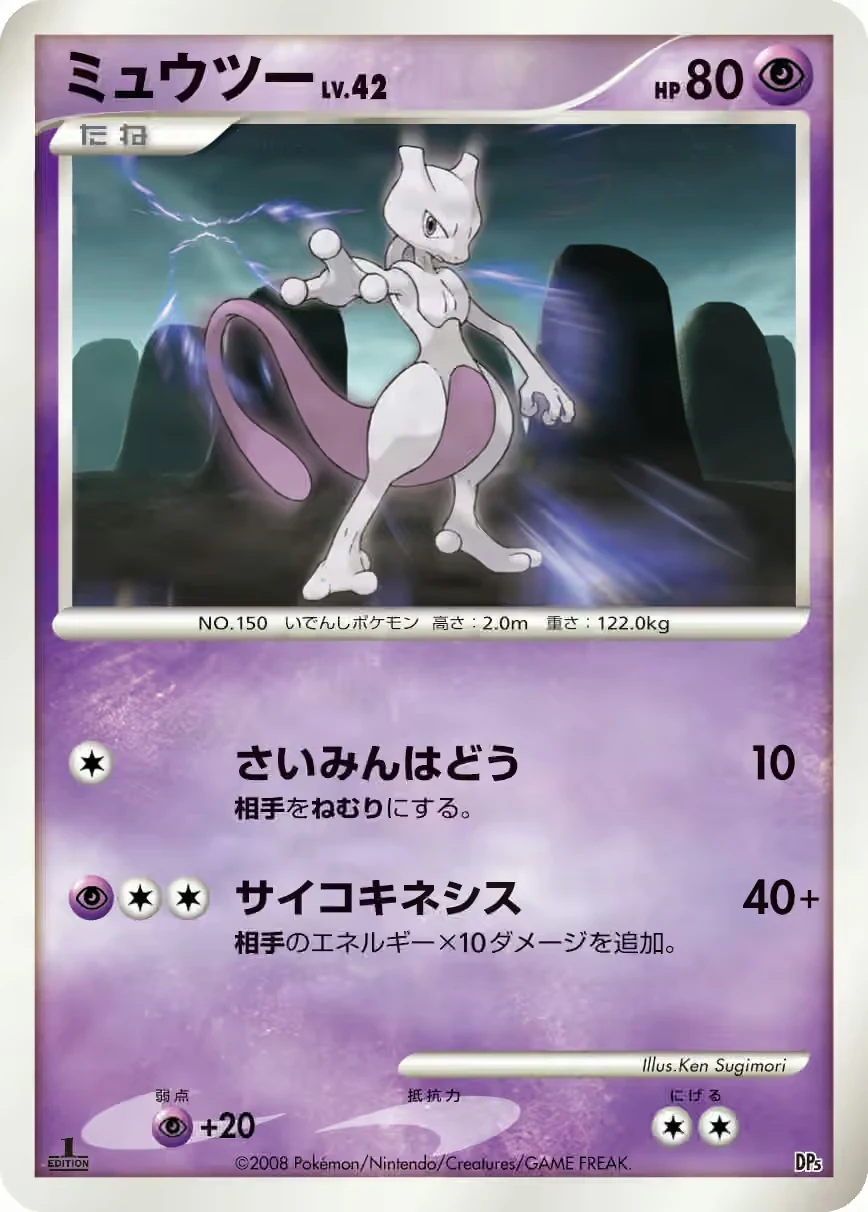 ミュウツー LV.42 HP 80
たね
NO.150 いでんしポケモン 高さ：2.0m 重さ：122.0kg
さいみんはどう 10
相手をねむりにする。
サイコキネシス 40+
相手のエネルギー×10ダメージを追加。
Illus.Ken Sugimori
弱点 抵抗力 にげる
+20
1 EDITION
©2008 Pokémon/Nintendo/Creatures/GAME FREAK.
DP5